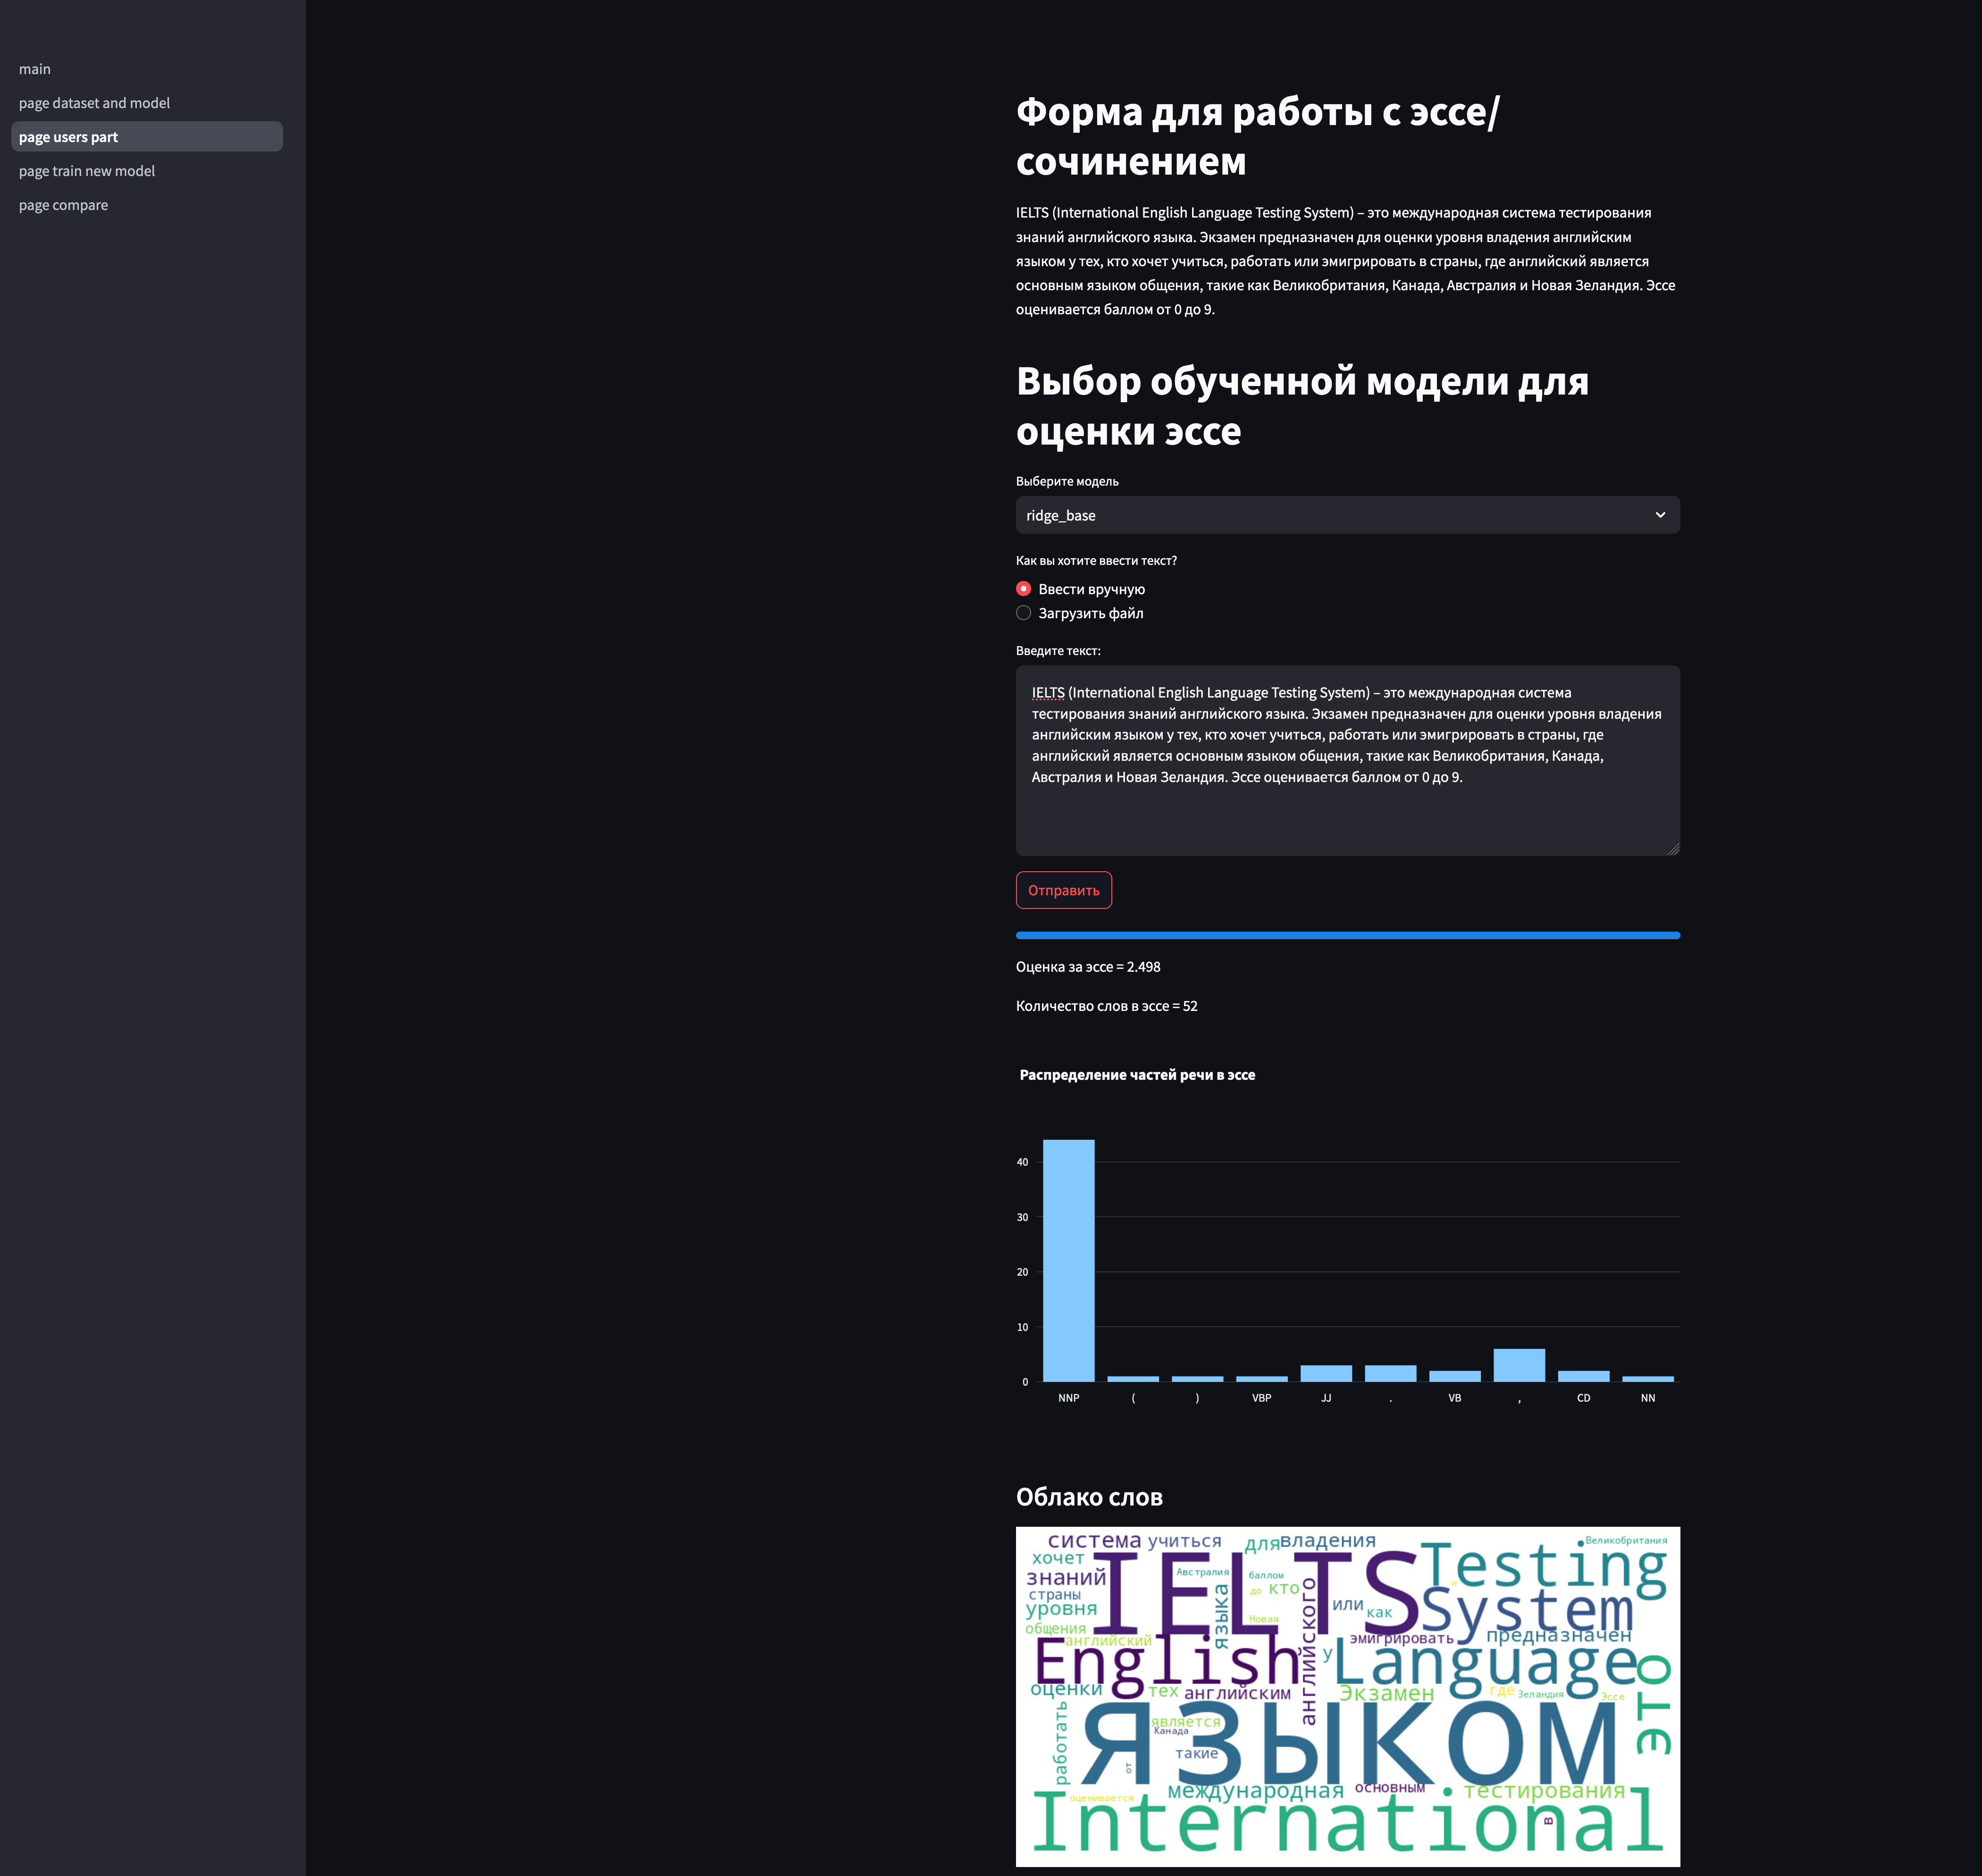 main
page dataset and model
page users part
page train new model
page compare
Форма для работы с эссе/
сочинением
IELTS (International English Language Testing System) – это международная система тестирования
знаний английского языка. Экзамен предназначен для оценки уровня владения английским
языком у тех, кто хочет учиться, работать или эмигрировать в страны, где английский является
основным языком общения, такие как Великобритания, Канада, Австралия и Новая Зеландия. Эссе
оценивается баллом от 0 до 9.
Выбор обученной модели для
оценки эссе
Выберите модель
ridge_base
Как вы хотите ввести текст?
Ввести вручную
Загрузить файл
Введите текст:
IELTS (International English Language Testing System) – это международная система
тестирования знаний английского языка. Экзамен предназначен для оценки уровня владения
английским языком у тех, кто хочет учиться, работать или эмигрировать в страны, где
английский является основным языком общения, такие как Великобритания, Канада,
Австралия и Новая Зеландия. Эссе оценивается баллом от 0 до 9.
Отправить
Оценка за эссе = 2.498
Количество слов в эссе = 52
Распределение частей речи в эссе
40
30
20
10
0
NNP ( ) VBP JJ . VB , CD NN
Облако слов
система учиться для владения Великобритания
хочет IELTS Testing
знаний Австралия баллом
страны до кто и
уровня языка Новая или как System
общения английский английского эмигрировать предназначен
English у Language
оценки тех английским Экзамен где Зеландия Эссе это
работать является
Канада языком
от такие
международная основным тестирования
оценивается International в